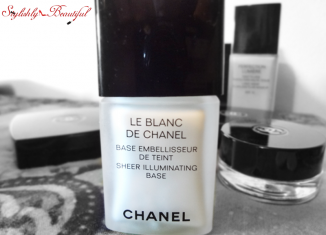 Stylishly Beautiful
LE BLANC
DE CHANEL
BASE EMBELLISSEUR
DE TEINT
SHEER ILLUMINATING
BASE
CHANEL